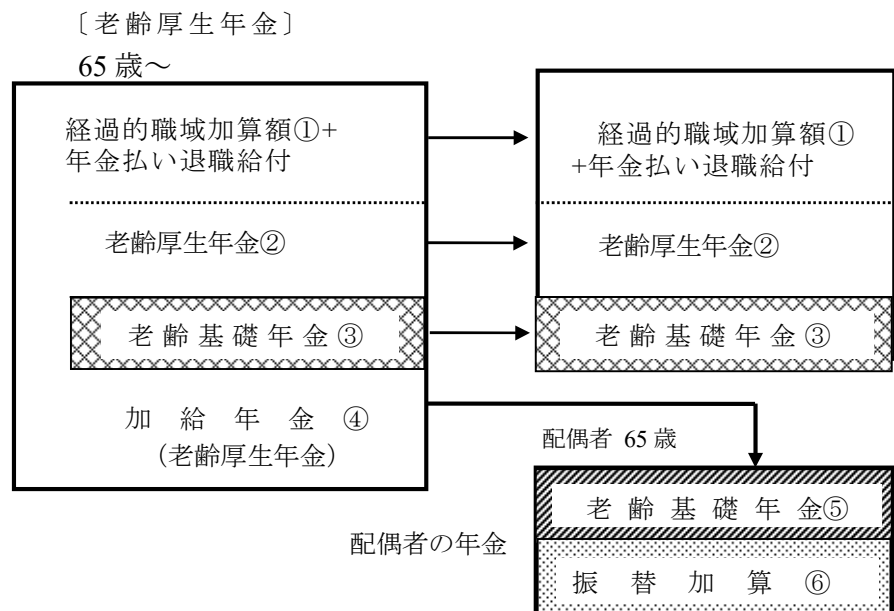 〔老齢厚生年金〕
65歳～
経過的職域加算額①+
年金払い退職給付
老齢厚生年金②
老齢基礎年金③
加給年金④
(老齢厚生年金)
経過的職域加算額①
+年金払い退職給付
老齢厚生年金②
老齢基礎年金③
配偶者 65歳
配偶者の年金
老齢基礎年金⑤
振替加算⑥